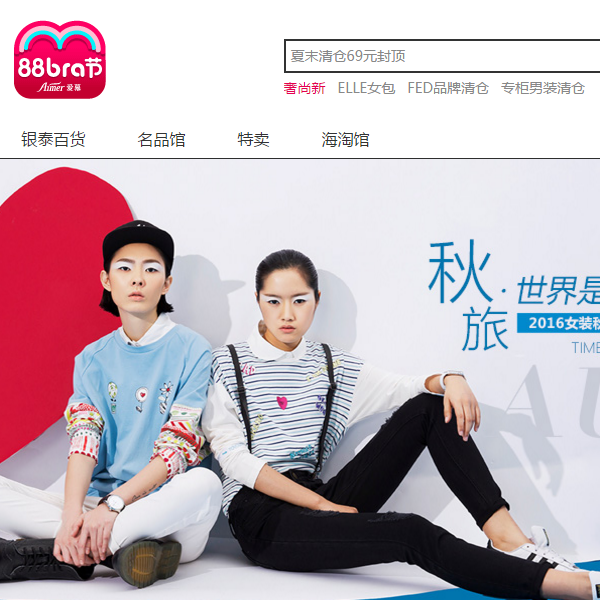 88bra节
Aimer 爱慕
夏末清仓69元封顶
奢尚新 ELLE女包 FED品牌清仓 专柜男装清仓
银泰百货 名品馆 特卖 海淘馆
秋·旅
世界是
2016女装秋
TIME
AU